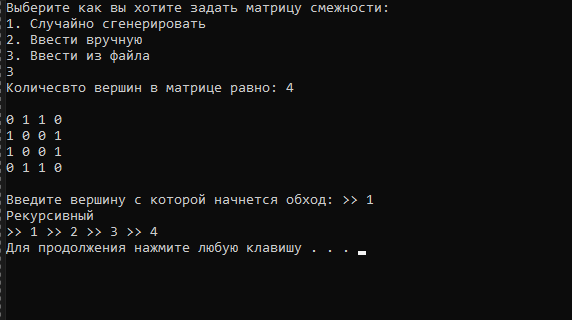 Выберите как вы хотите задать матрицу смежности:
1. Случайно сгенерировать
2. Ввести вручную
3. Ввести из файла
3
Количесвто вершин в матрице равно: 4
0 1 1 0
1 0 0 1
1 0 0 1
0 1 1 0
Введите вершину с которой начнется обход: >> 1
Рекурсивный
>> 1 >> 2 >> 3 >> 4
Для продолжения нажмите любую клавишу . . .